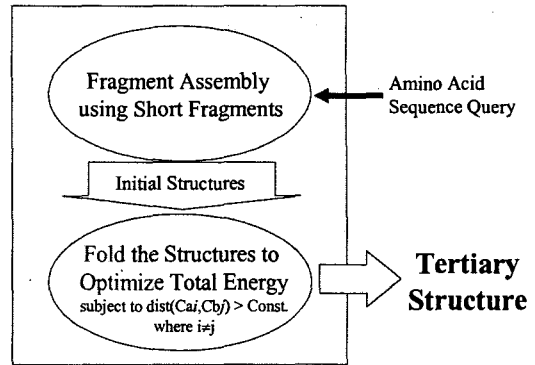 Fragment Assembly
using Short Fragments
Amino Acid
Sequence Query
Initial Structures
Fold the Structures to
Optimize Total Energy
subject to dist(Cai,Cbj) > Const.
where i≠j
Tertiary
Structure